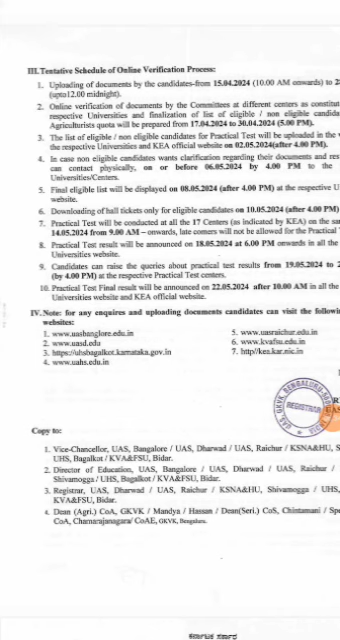 III. Tentative Schedule of Online Verification Process:
1. Uploading of documents by the candidates-from 15.04.2024 (10.00 AM onwards) to 2
(upto12.00 midnight).
2. Online verification of documents by the Committees at different centers as constitut
respective Universities and finalization of list of eligible / non eligible candida
Agriculturists quota will be prepared from 17.04.2024 to 30.04.2024 (5.00 PM).
3. The list of eligible / non eligible candidates for Practical Test will be uploaded in the
the respective Universities and KEA official website on 02.05.2024(after 4.00 PM).
4. In case non eligible candidates wants clarification regarding their documents and res
can contact physically, on or before 06.05.2024 by 4.00 PM to the
Universities/Centers.
5. Final eligible list will be displayed on 08.05.2024 (after 4.00 PM) at the respective U
website.
6. Downloading of hall tickets only for eligible candidates on 10.05.2024 (after 4.00 PM)
7. Practical Test will be conducted at all the 17 Centers (as indicated by KEA) on the sa
14.05.2024 from 9.00 AM – onwards, late comers will not be allowed for the Practical
8. Practical Test result will be announced on 18.05.2024 at 6.00 PM onwards in all the
Universities website.
9. Candidates can raise the queries about practical test results from 19.05.2024 to 2
(by 4.00 PM) at the respective Practical Test centers.
10. Practical Test Final result will be announced on 22.05.2024 after 10.00 AM in all the
Universities website and KEA official website.
IV. Note: for any enquires and uploading documents candidates can visit the followi
websites:
1. www.uasbanglore.edu.in
2. www.uasd.edu
3. https://uhsbagalkot.karnataka.gov.in
4. www.uahs.edu.in
5. www.uasraichur.edu.in
6. www.kvafsu.edu.in
7. http//kea.kar.nic.in
REGISTRAR
Copy to:
1. Vice-Chancellor, UAS, Bangalore / UAS, Dharwad / UAS, Raichur / KSNA&HU, S
UHS, Bagalkot / KVA&FSU, Bidar.
2. Director of Education, UAS, Bangalore / UAS, Dharwad / UAS, Raichur /
Shivamogga / UHS, Bagalkot / KVA&FSU, Bidar.
3. Registrar, UAS, Dharwad / UAS, Raichur / KSNA&HU, Shivamogga / UHS,
KVA&FSU, Bidar.
4. Dean (Agri.) CoA, GKVK / Mandya / Hassan / Dean(Seri.) CoS, Chintamani / Spe
CoA, Chamarajanagara/ CoAE, GKVK, Bengaluru.